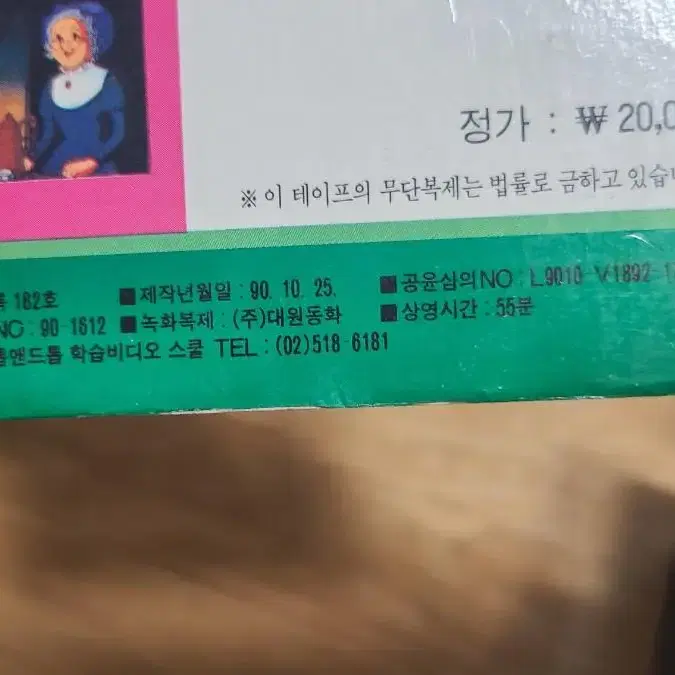 정가 : ₩ 20,0
※ 이 테이프의 무단복제는 법률로 금하고 있습니
162호 ■ 제작년월일 : 90. 10. 25. ■ 공윤심의NO : L9010-V1892-1
NO : 90-1612 ■ 녹화복제 : (주)대원동화 ■ 상영시간 : 55분
톰앤드톰 학습비디오 스쿨 TEL : (02)518-6181